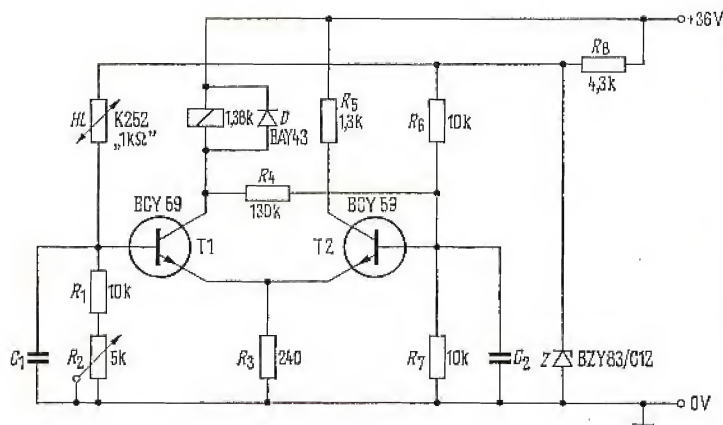 +36V
R8
4,3k
HL
K252
„1kΩ"
1,38k
D
BAY43
R5
1,3k
R6
10k
R4
130k
BCY 59
BCY 59
T1
T2
R1
10k
C1
R2
5k
R3
240
R7
10k
C2
Z
BZY83/C12
0V